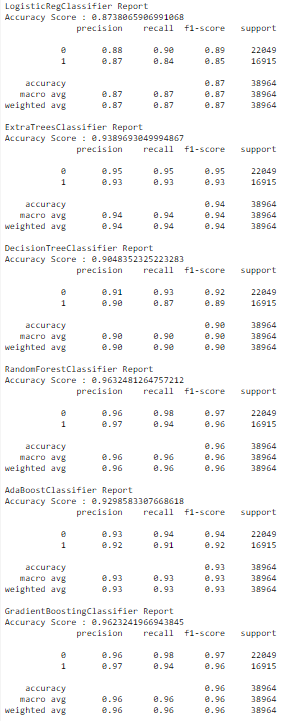 LogisticRegClassifier Report
Accuracy Score : 0.8738065906991068
precision recall f1-score support
0 0.88 0.90 0.89 22049
1 0.87 0.84 0.85 16915
accuracy 0.87 38964
macro avg 0.87 0.87 0.87 38964
weighted avg 0.87 0.87 0.87 38964
ExtraTreesClassifier Report
Accuracy Score : 0.9389693049994867
precision recall f1-score support
0 0.95 0.95 0.95 22049
1 0.93 0.93 0.93 16915
accuracy 0.94 38964
macro avg 0.94 0.94 0.94 38964
weighted avg 0.94 0.94 0.94 38964
DecisionTreeClassifier Report
Accuracy Score : 0.9048352325223283
precision recall f1-score support
0 0.91 0.93 0.92 22049
1 0.90 0.87 0.89 16915
accuracy 0.90 38964
macro avg 0.90 0.90 0.90 38964
weighted avg 0.90 0.90 0.90 38964
RandomForestClassifier Report
Accuracy Score : 0.9632481264757212
precision recall f1-score support
0 0.96 0.98 0.97 22049
1 0.97 0.94 0.96 16915
accuracy 0.96 38964
macro avg 0.96 0.96 0.96 38964
weighted avg 0.96 0.96 0.96 38964
AdaBoostClassifier Report
Accuracy Score : 0.9298583307668618
precision recall f1-score support
0 0.93 0.94 0.94 22049
1 0.92 0.91 0.92 16915
accuracy 0.93 38964
macro avg 0.93 0.93 0.93 38964
weighted avg 0.93 0.93 0.93 38964
GradientBoostingClassifier Report
Accuracy Score : 0.9623241966943845
precision recall f1-score support
0 0.96 0.98 0.97 22049
1 0.97 0.94 0.96 16915
accuracy 0.96 38964
macro avg 0.96 0.96 0.96 38964
weighted avg 0.96 0.96 0.96 38964